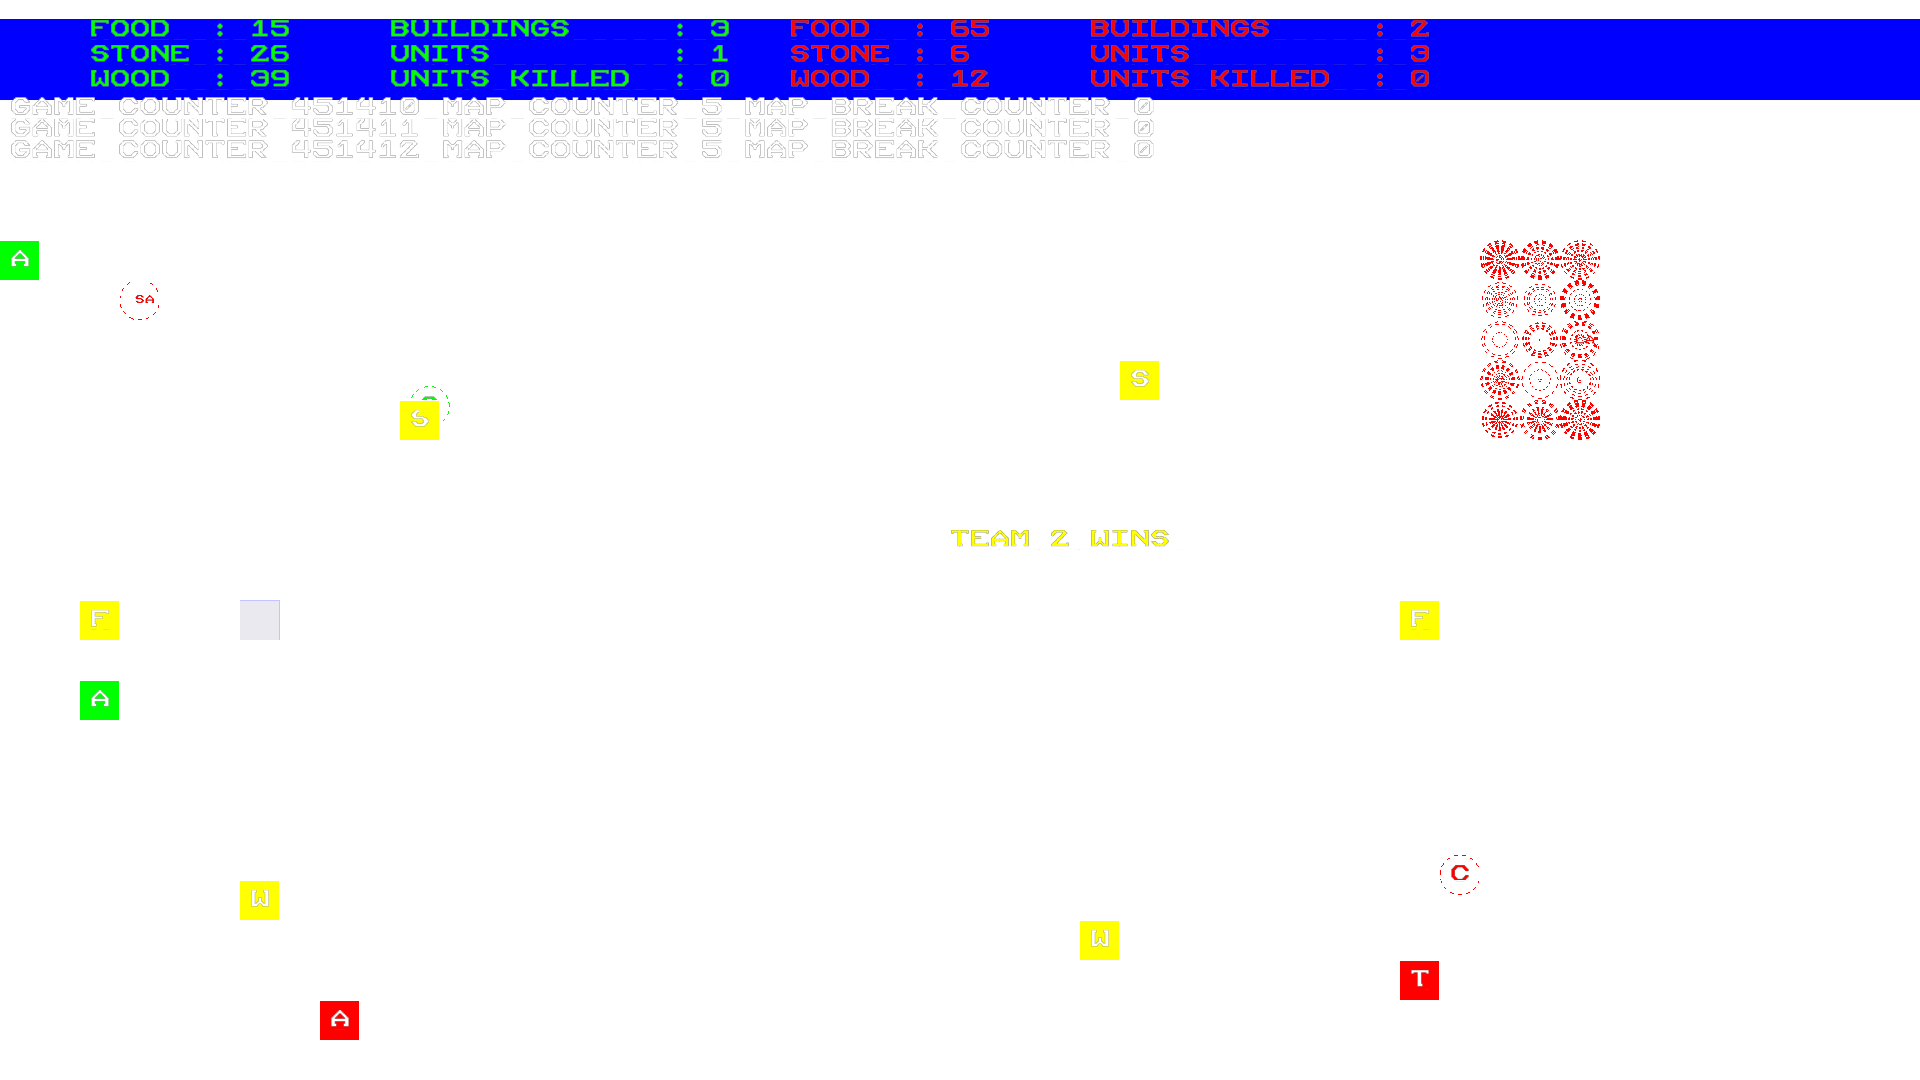 FOOD : 15 BUILDINGS : 3 FOOD : 65 BUILDINGS : 2
STONE : 26 UNITS : 1 STONE : 6 UNITS : 3
WOOD : 39 UNITS KILLED : 0 WOOD : 12 UNITS KILLED : 0
GAME COUNTER 451410 MAP COUNTER 5 MAP BREAK COUNTER 0
GAME COUNTER 451411 MAP COUNTER 5 MAP BREAK COUNTER 0
GAME COUNTER 451412 MAP COUNTER 5 MAP BREAK COUNTER 0
A
SA
S
S
TEAM 2 WINS
F
F
A
C
W
W
T
A